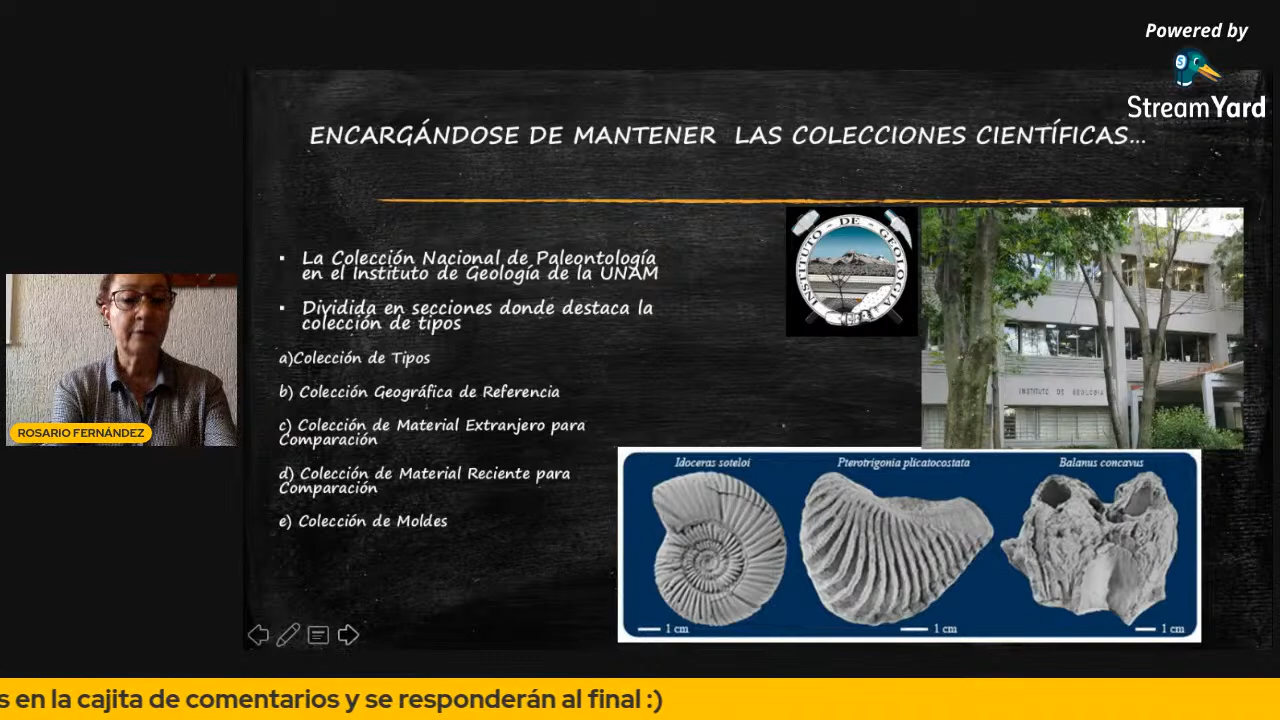 Powered by
StreamYard
ENCARGÁNDOSE DE MANTENER LAS COLECCIONES CIENTÍFICAS...
▪ La Colección Nacional de Paleontología
en el Instituto de Geología de la UNAM
▪ Dividida en secciones donde destaca la
colección de tipos
a)Colección de Tipos
b) Colección Geográfica de Referencia
c) Colección de Material Extranjero para
Comparación
d) Colección de Material Reciente para
Comparación
e) Colección de Moldes
INSTITUTO DE GEOLOGÍA
INSTITUTO DE GEOLOGIA
Idoceras soteloi
Pterotrigonia plicatocostata
Balanus concavus
1 cm
1 cm
1 cm
ROSARIO FERNÁNDEZ
s en la cajita de comentarios y se responderán al final :)